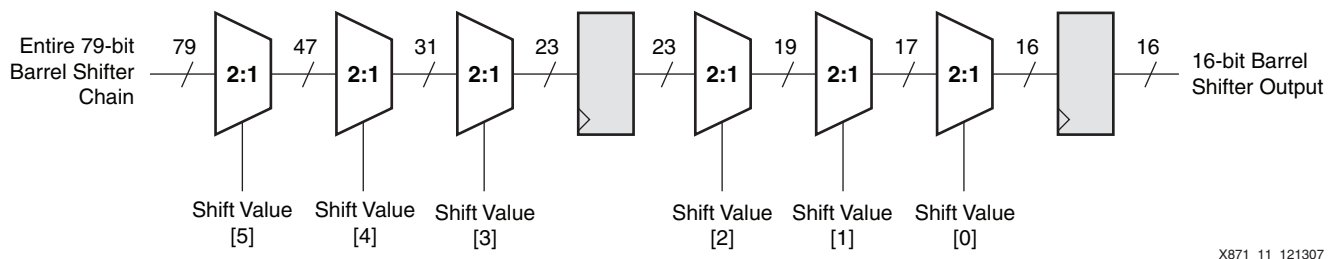 Entire 79-bit
Barrel Shifter
Chain
79
2:1
47
2:1
31
2:1
23
23
2:1
19
2:1
17
2:1
16
16
16-bit Barrel
Shifter Output
Shift Value
[5]
Shift Value
[4]
Shift Value
[3]
Shift Value
[2]
Shift Value
[1]
Shift Value
[0]
X871_11_121307